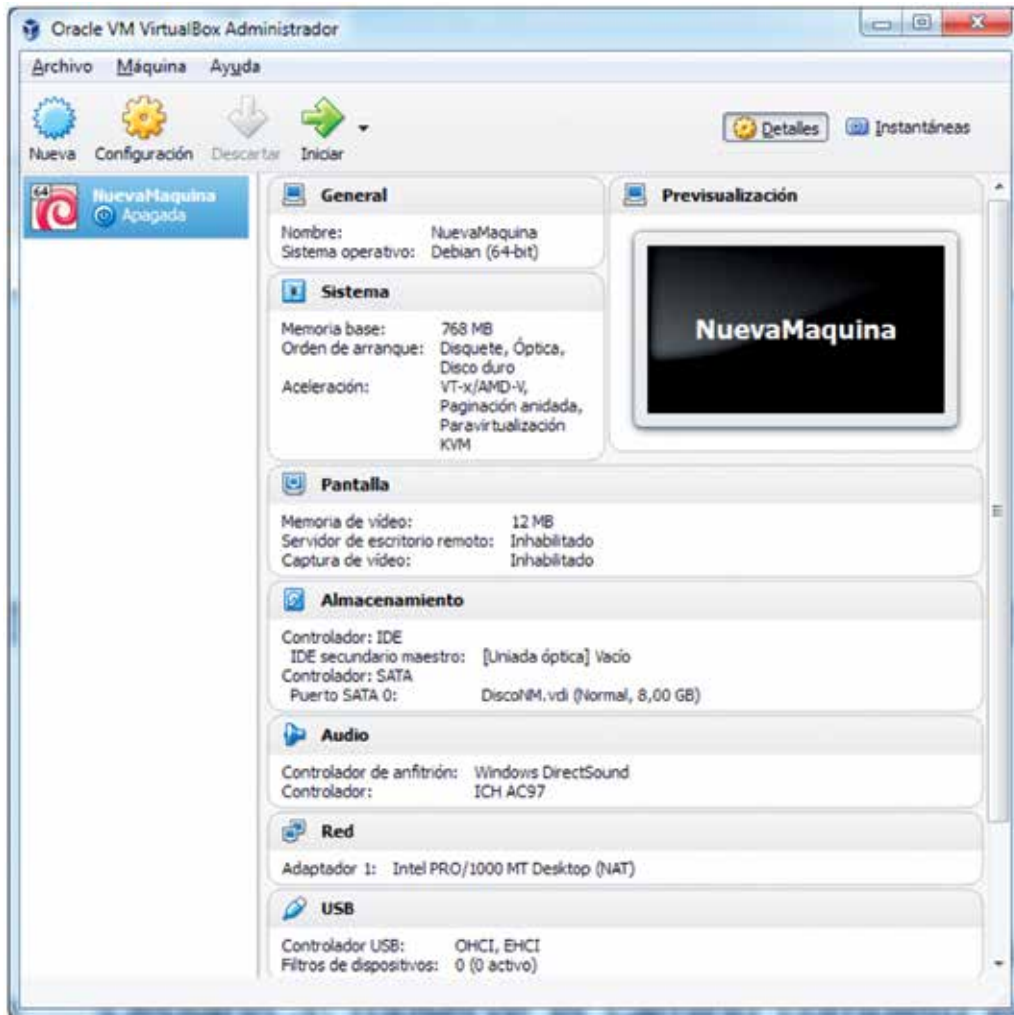 Oracle VM VirtualBox Administrador
Archivo Máquina Ayuda
Nueva Configuración Descartar Iniciar
Detalles Instantáneas
64 NuevaMaquina
Apagada
General
Nombre: NuevaMaquina
Sistema operativo: Debian (64-bit)
Previsualización
NuevaMaquina
Sistema
Memoria base: 768 MB
Orden de arranque: Disquete, Óptica,
Disco duro
Aceleración: VT-x/AMD-V,
Paginación anidada,
Paravirtualización
KVM
Pantalla
Memoria de vídeo: 12 MB
Servidor de escritorio remoto: Inhabilitado
Captura de vídeo: Inhabilitado
Almacenamiento
Controlador: IDE
IDE secundario maestro: [Uniada óptica] Vacío
Controlador: SATA
Puerto SATA 0: DiscoNM.vdi (Normal, 8,00 GB)
Audio
Controlador de anfitrión: Windows DirectSound
Controlador: ICH AC97
Red
Adaptador 1: Intel PRO/1000 MT Desktop (NAT)
USB
Controlador USB: OHCI, EHCI
Filtros de dispositivos: 0 (0 activo)